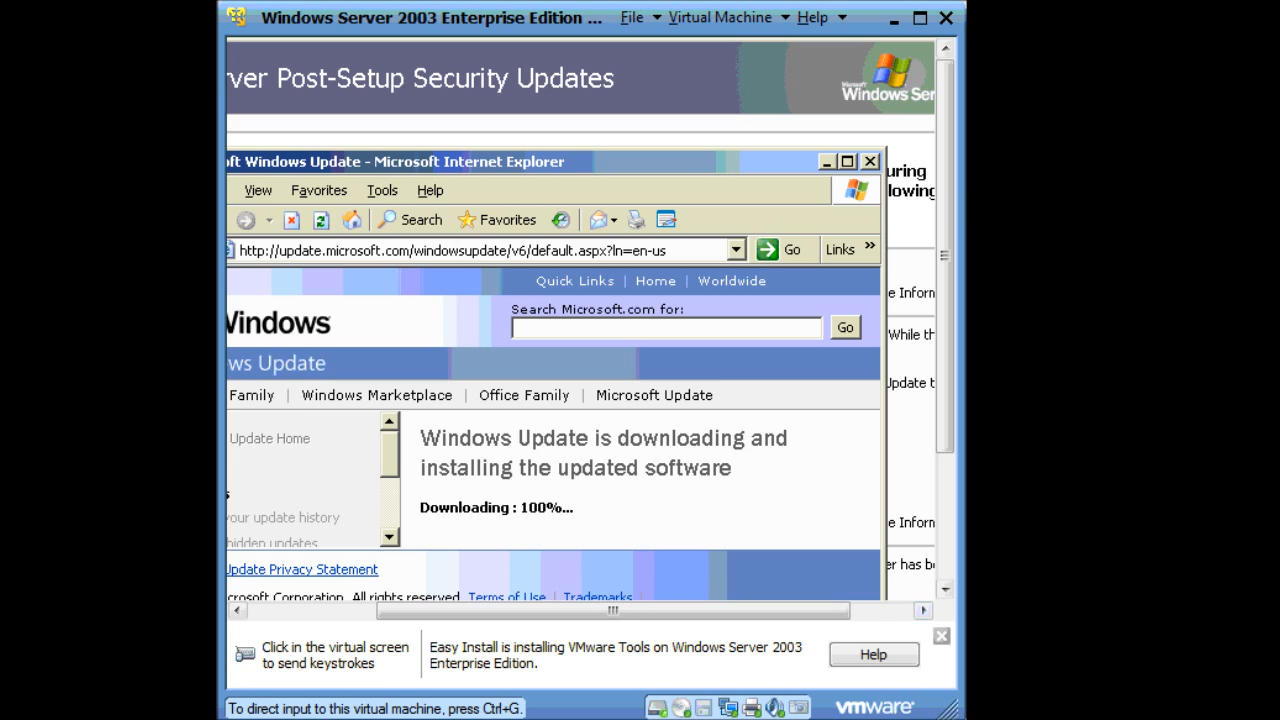 Windows Server 2003 Enterprise Edition ... File Virtual Machine Help
ver Post-Setup Security Updates
Microsoft
Windows Ser
oft Windows Update - Microsoft Internet Explorer
uring
lowing
View Favorites Tools Help
Search Favorites
http://update.microsoft.com/windowsupdate/v6/default.aspx?ln=en-us Go Links »
Quick Links | Home | Worldwide
e Inform
Search Microsoft.com for:
Windows
Go
While th
ws Update
Update t
Family | Windows Marketplace | Office Family | Microsoft Update
Update Home
Windows Update is downloading and
installing the updated software
s
Downloading : 100%...
your update history
e Inform
hidden updates
Update Privacy Statement
er has b
crosoft Corporation. All rights reserved. Terms of Use | Trademarks |
Click in the virtual screen
to send keystrokes
Easy Install is installing VMware Tools on Windows Server 2003
Enterprise Edition.
Help
To direct input to this virtual machine, press Ctrl+G.
vmware